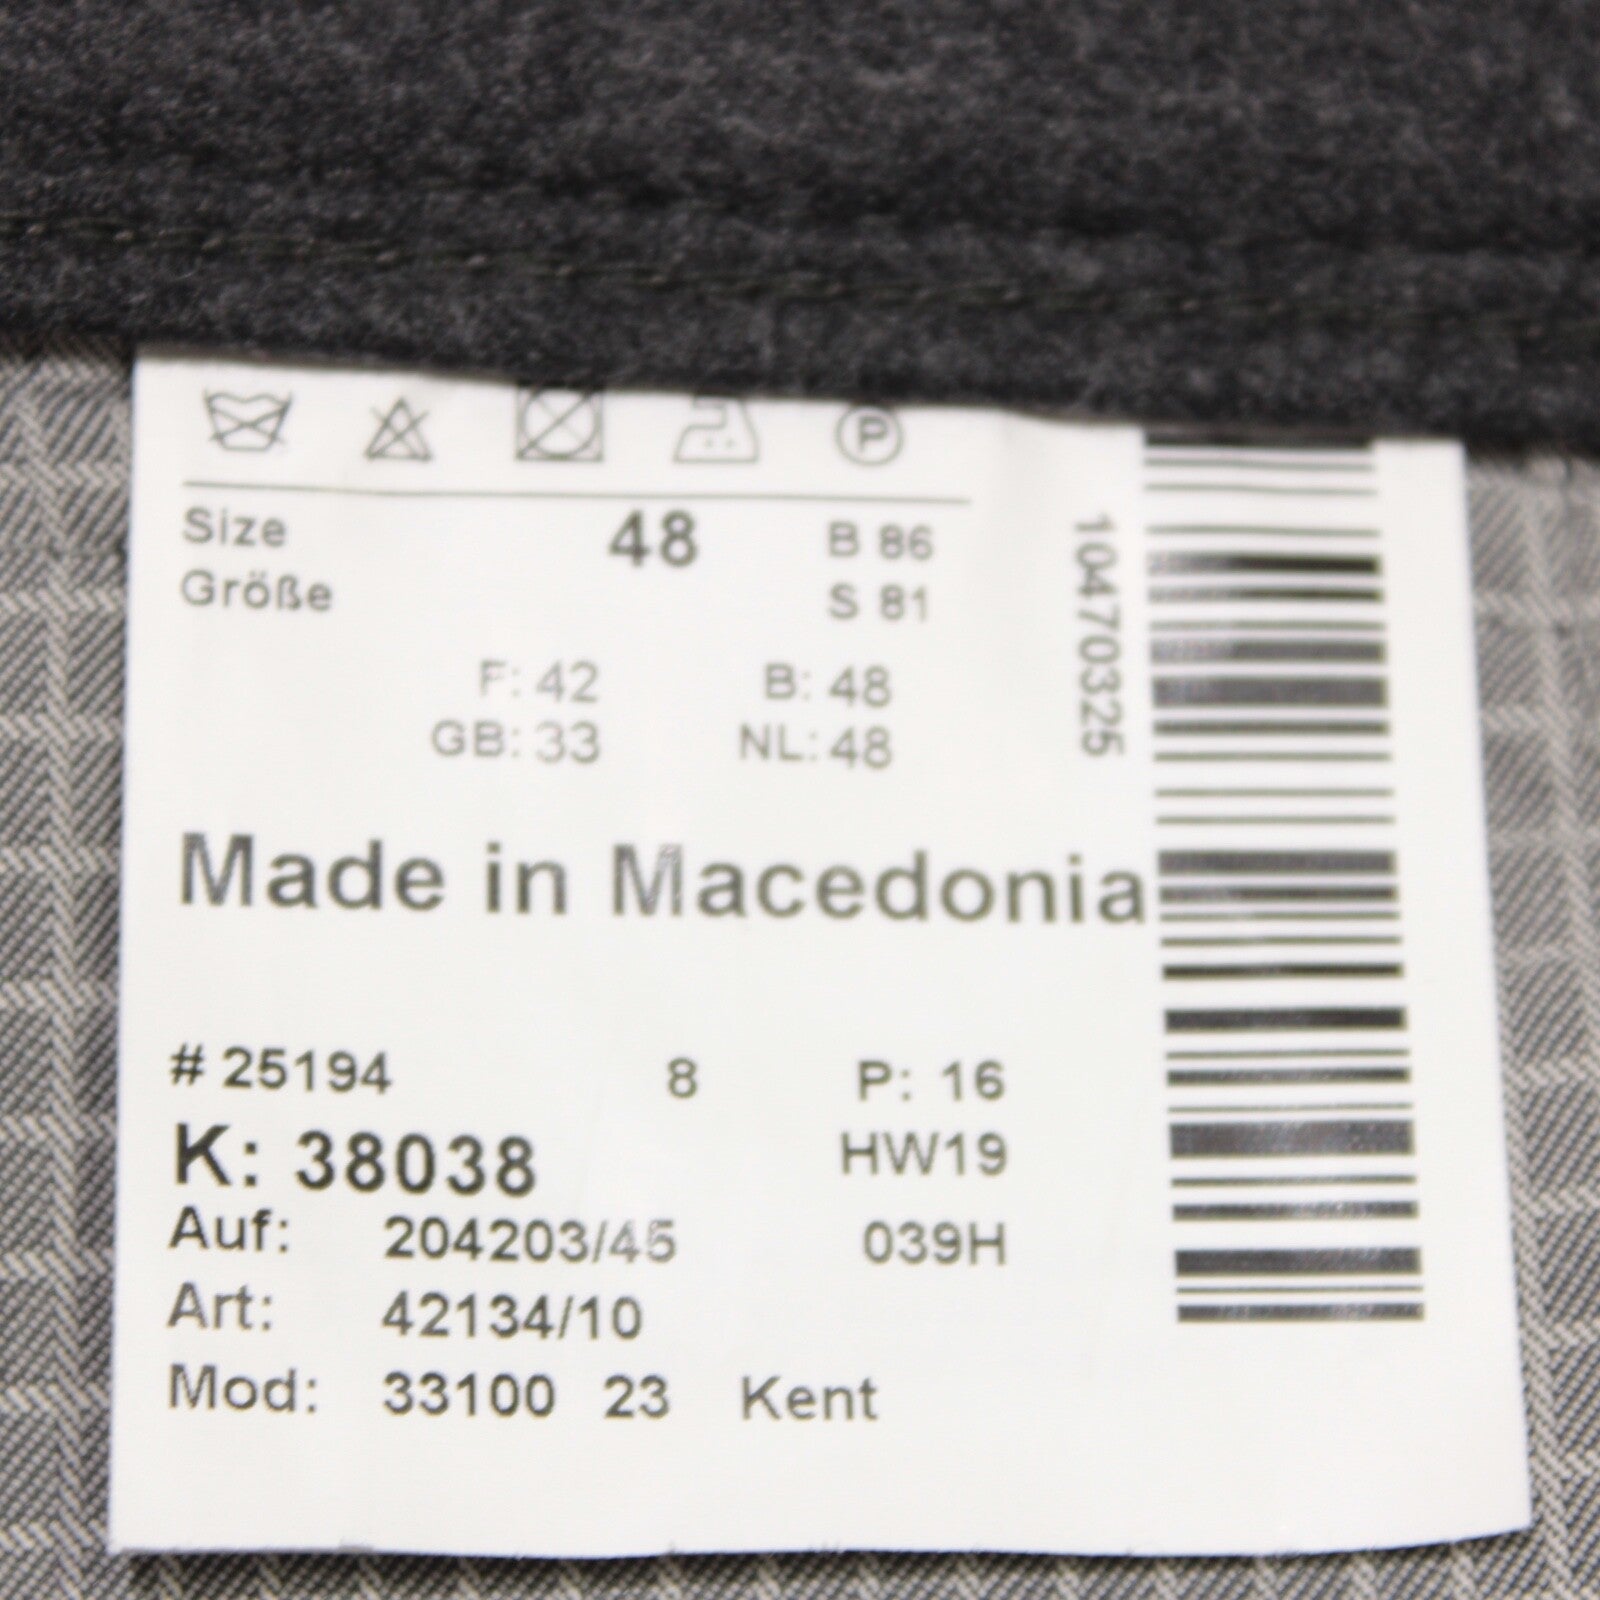 P
Size 48 B 86
Größe S 81
F: 42 B: 48
GB: 33 NL: 48
Made in Macedonia
# 25194 8 P: 16
K: 38038 HW19
Auf: 204203/45 039H
Art: 42134/10
Mod: 33100 23 Kent
10470325